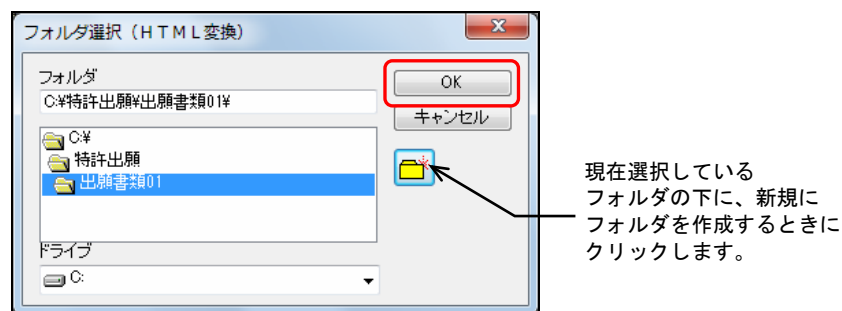 フォルダ選択（ＨＴＭＬ変換）
フォルダ
C:¥特許出願¥出願書類01¥
OK
キャンセル
C:¥
特許出願
出願書類01
ドライブ
C:
現在選択している
フォルダの下に、新規に
フォルダを作成するときに
クリックします。